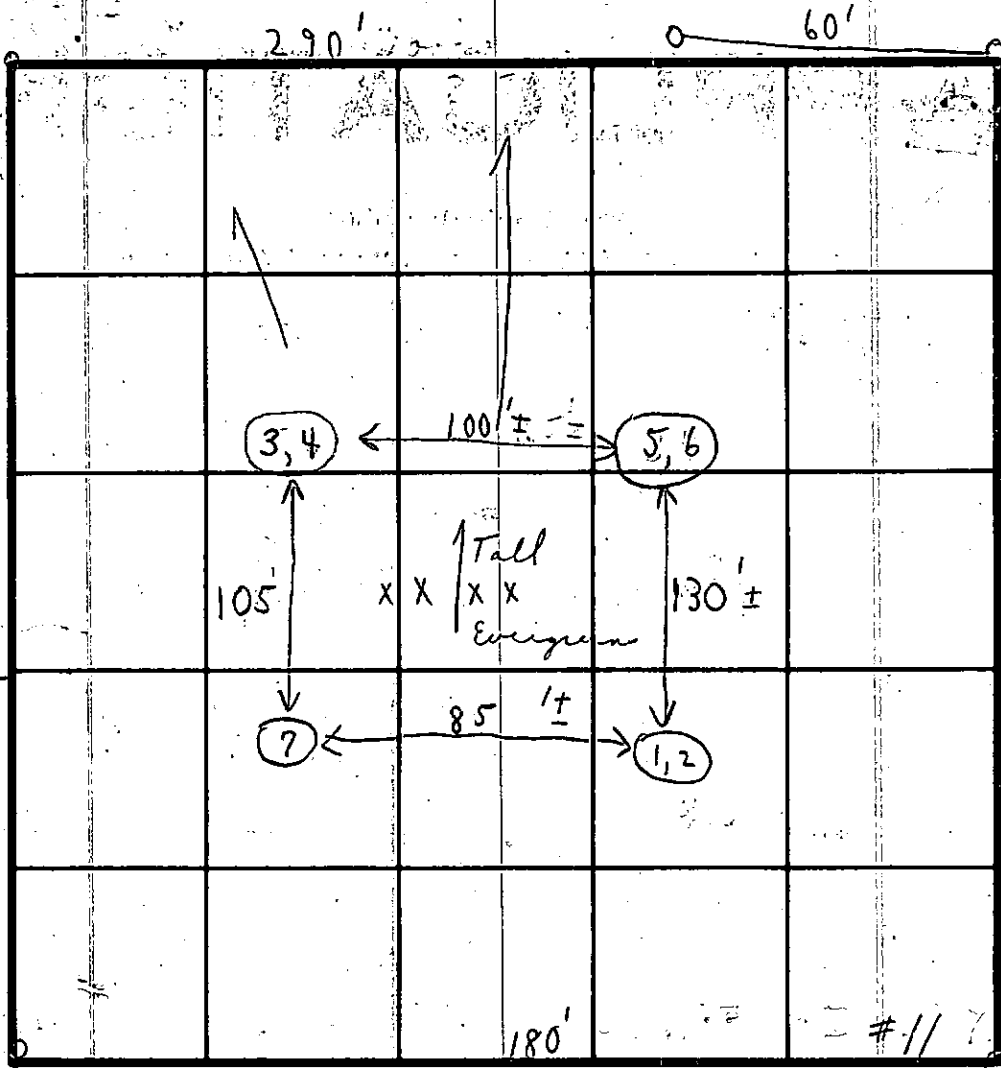 290' 60'
3, 4 100'± 5, 6
Tall
105' X X X X 130'±
Evergreen
7 85'± 1, 2
180' #11